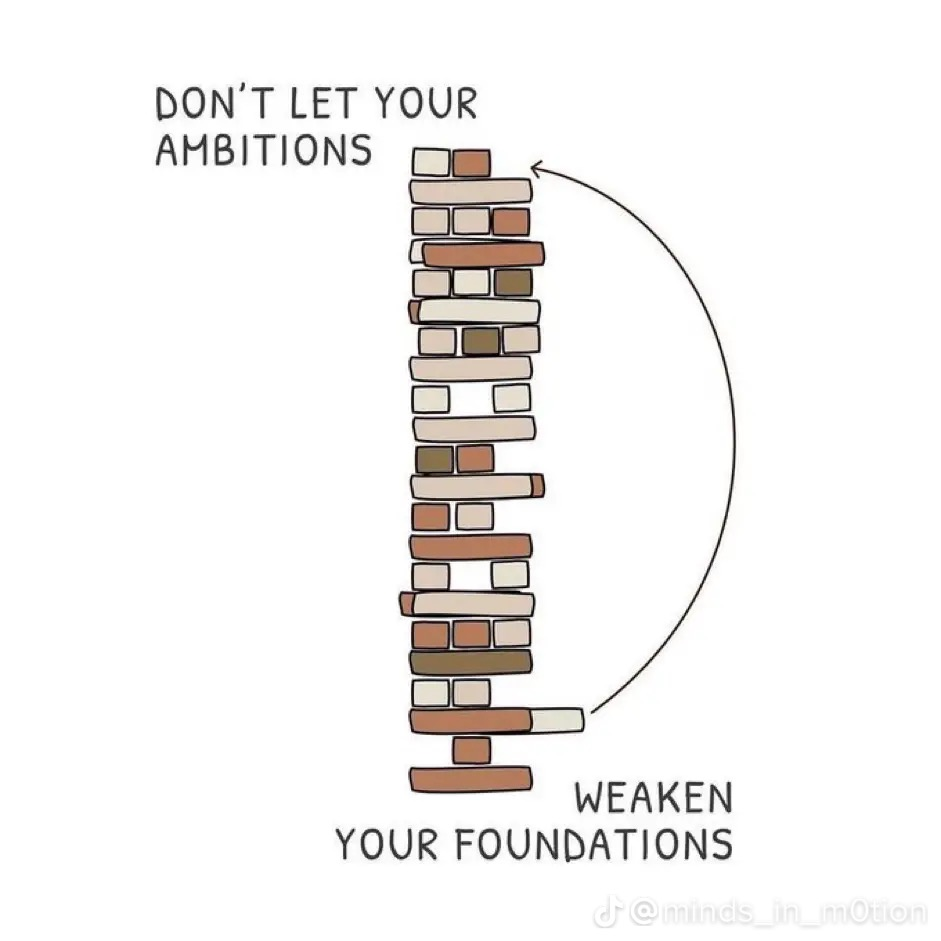 DON'T LET YOUR
AMBITIONS
WEAKEN
YOUR FOUNDATIONS
@minds_in_m0tion